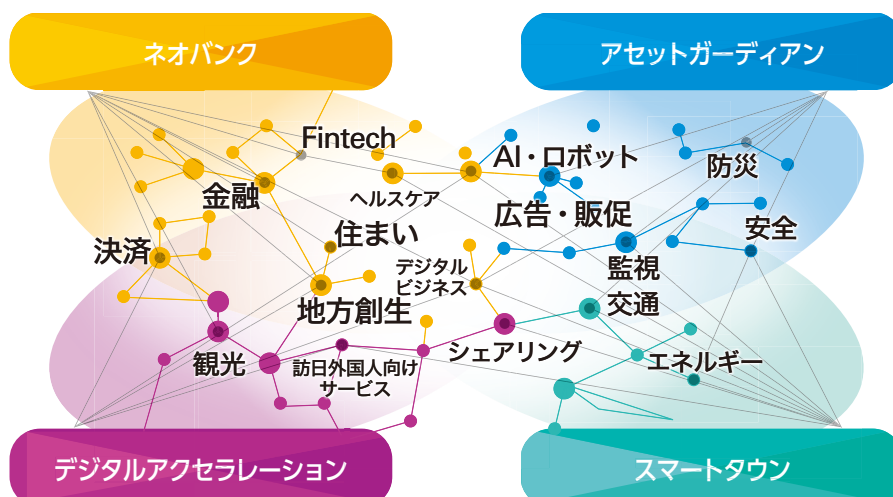 ネオバンク
アセットガーディアン
Fintech
AI・ロボット
防災
金融
ヘルスケア
広告・販促
決済
住まい
安全
デジタル
ビジネス
監視
地方創生
交通
観光
訪日外国人向け
サービス
シェアリング
エネルギー
デジタルアクセラレーション
スマートタウン